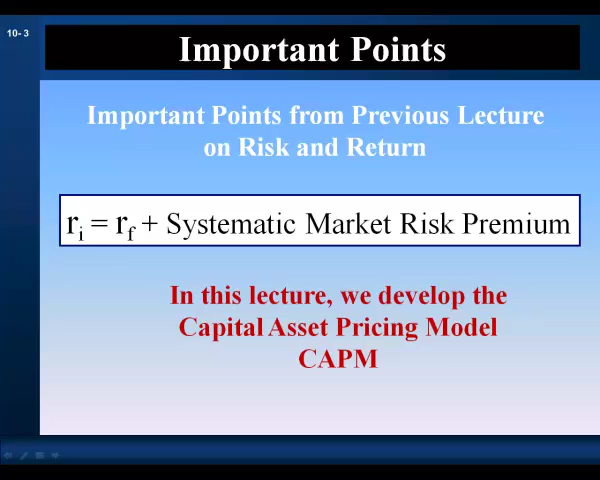 10- 3
Important Points
Important Points from Previous Lecture
on Risk and Return
rᵢ = r_f + Systematic Market Risk Premium
In this lecture, we develop the
Capital Asset Pricing Model
CAPM